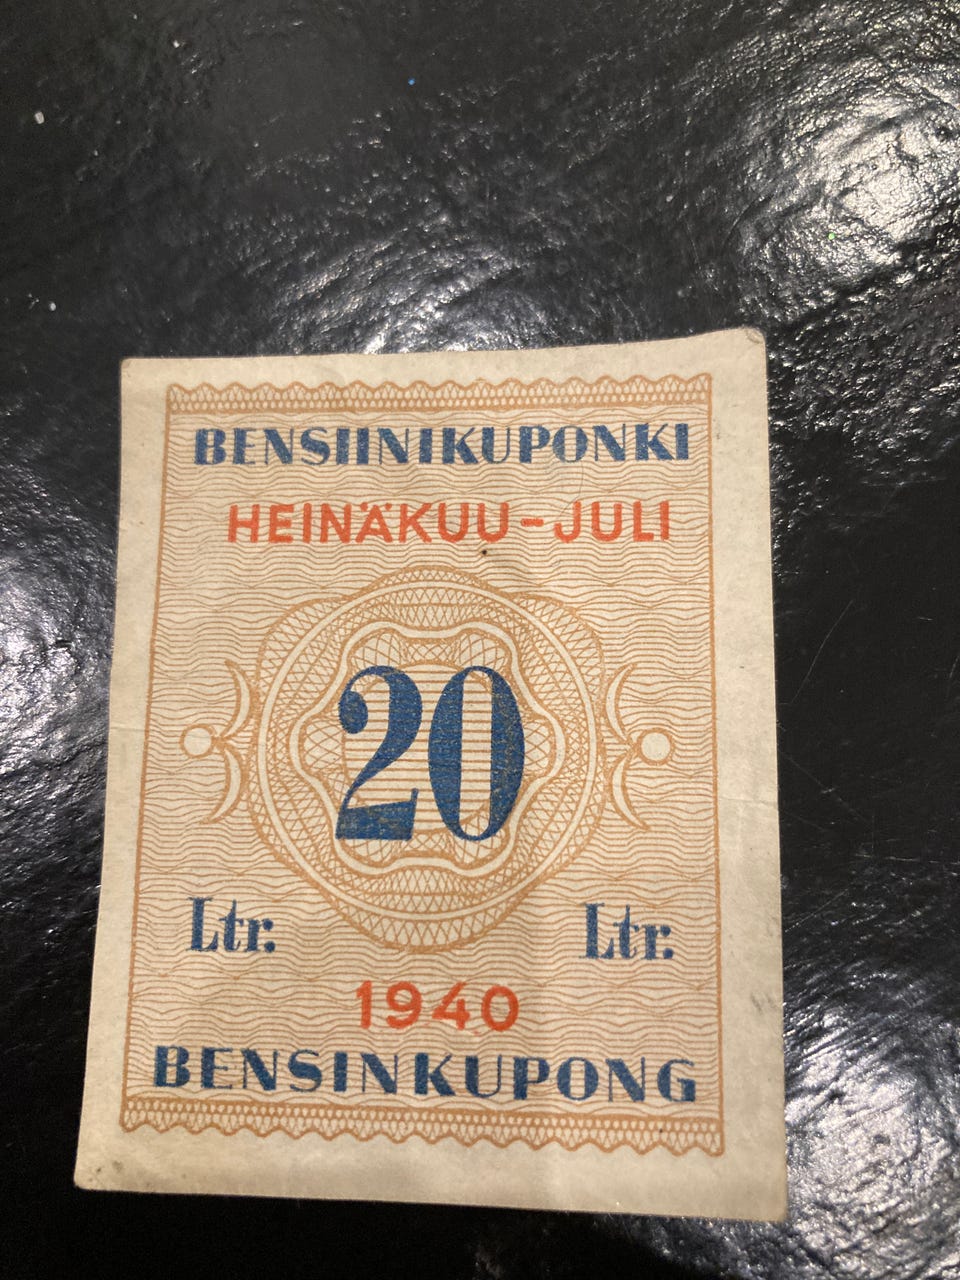 BENSIINIKUPONKI
HEINÄKUU-JULI
20
Ltr. Ltr.
1940
BENSINKUPONG